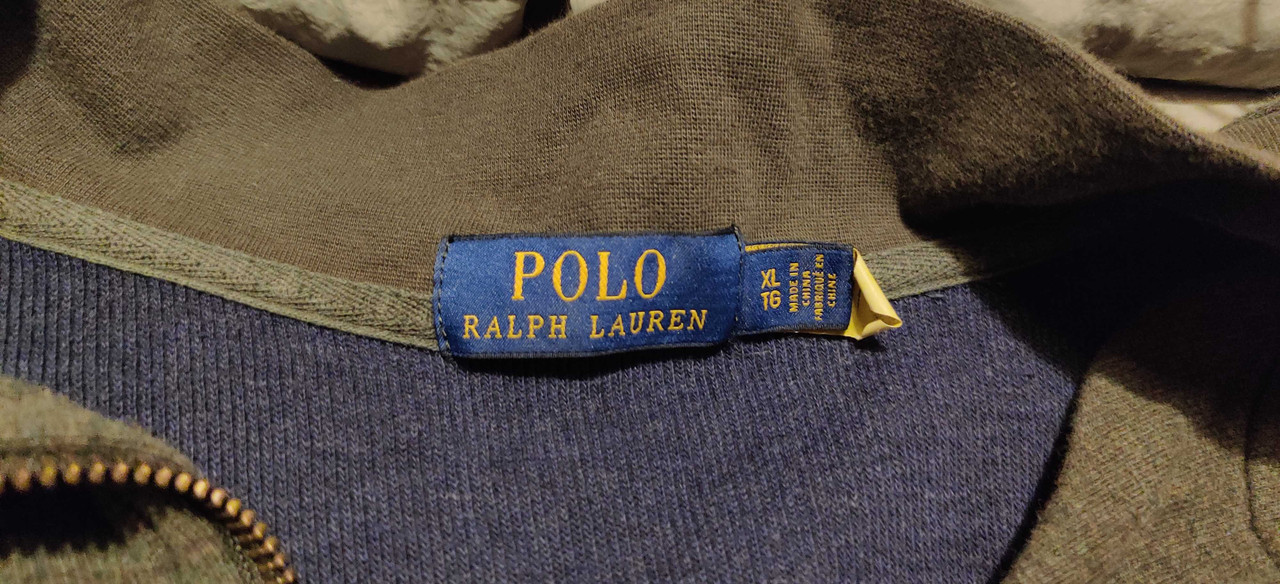 POLO
RALPH LAUREN
XL
TG
MADE IN
CHINA
FABRIQUÉ EN
CHINE